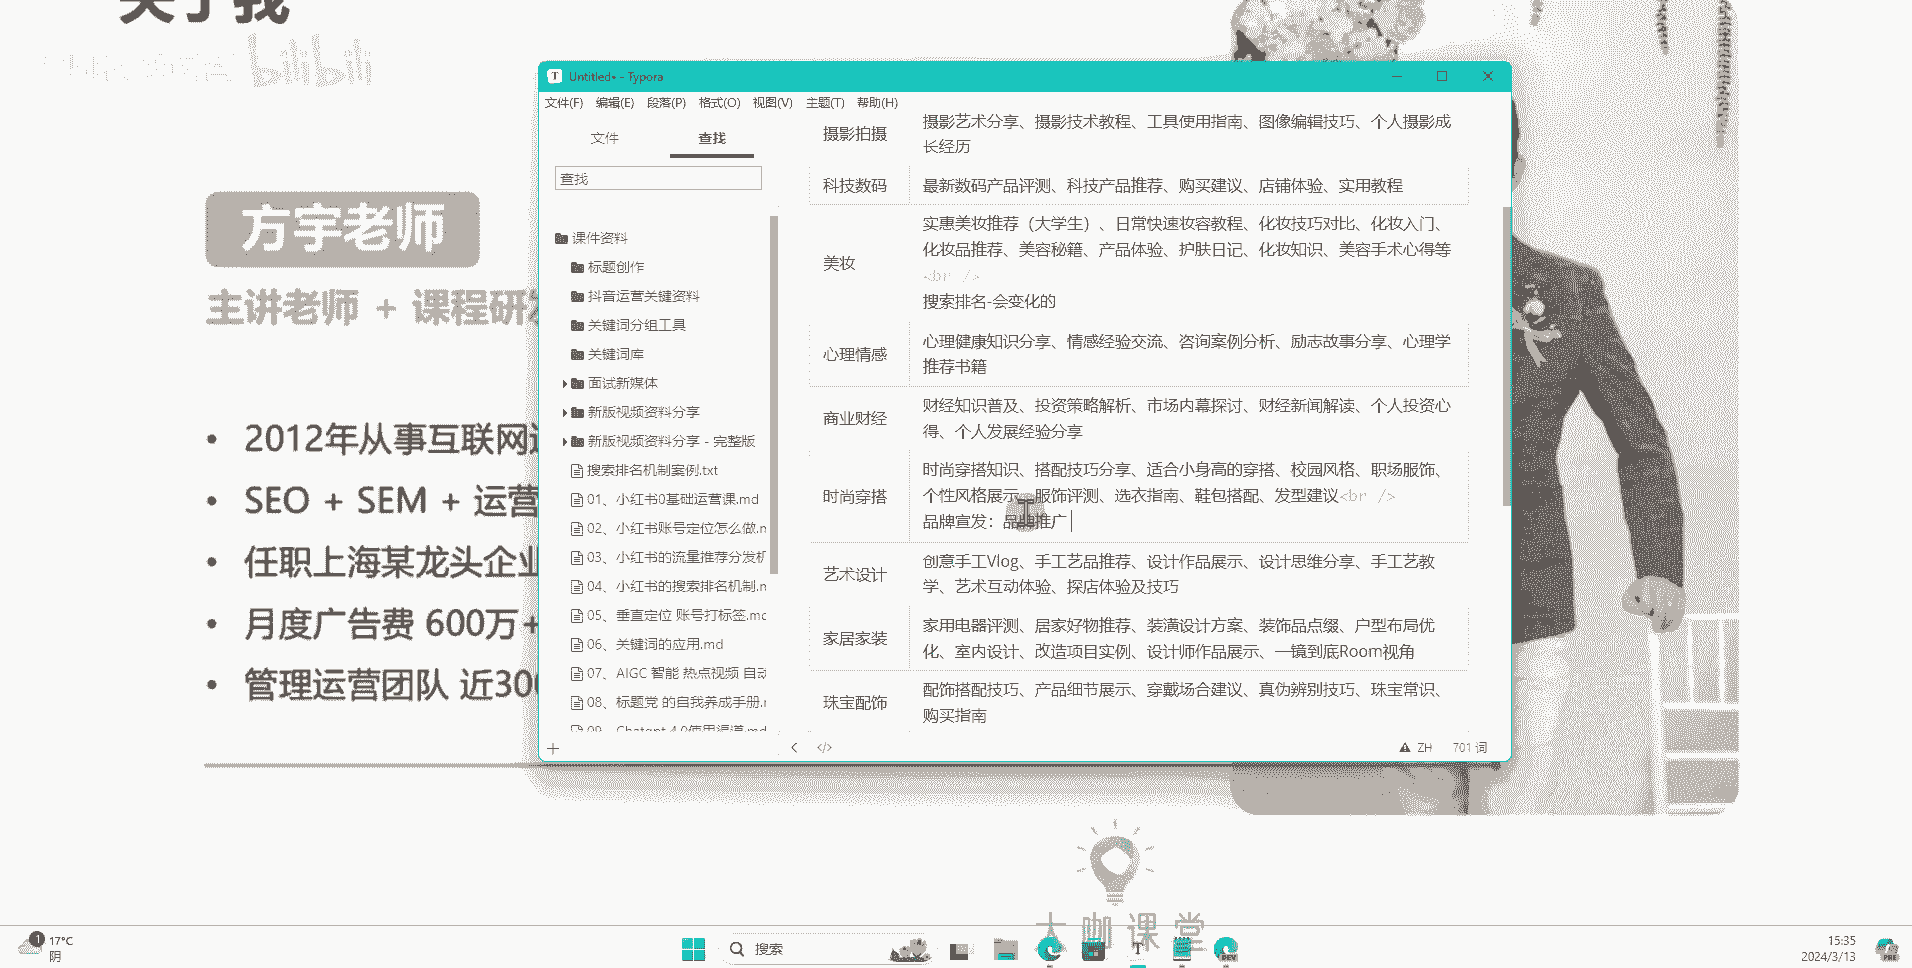 关于我
bilibili
方宇老师
主讲老师 + 课程研发
2012年从事互联网
SEO + SEM + 运营
任职上海某龙头企业
月度广告费 600万+
管理运营团队 近300
Untitled• - Typora
文件(F) 编辑(E) 段落(P) 格式(O) 视图(V) 主题(T) 帮助(H)
文件 查找
查找
课件资料
标题创作
抖音运营关键资料
关键词分组工具
关键词库
面试新媒体
新版视频资料分享
新版视频资料分享 - 完整版
搜索排名机制案例.txt
01、小红书0基础运营课.md
02、小红书账号定位怎么做.n
03、小红书的流量推荐分发机
04、小红书的搜索排名机制.n
05、垂直定位 账号打标签.mc
06、关键词的应用.md
07、AIGC 智能 热点视频 自动
08、标题党 的自我养成手册.r
09、Chatgpt 4.0使用渠道.md
摄影拍摄
摄影艺术分享、摄影技术教程、工具使用指南、图像编辑技巧、个人摄影成
长经历
科技数码
最新数码产品评测、科技产品推荐、购买建议、店铺体验、实用教程
美妆
实惠美妆推荐（大学生）、日常快速妆容教程、化妆技巧对比、化妆入门、
化妆品推荐、美容秘籍、产品体验、护肤日记、化妆知识、美容手术心得等
<br />
搜索排名-会变化的
心理情感
心理健康知识分享、情感经验交流、咨询案例分析、励志故事分享、心理学
推荐书籍
商业财经
财经知识普及、投资策略解析、市场内幕探讨、财经新闻解读、个人投资心
得、个人发展经验分享
时尚穿搭
时尚穿搭知识、搭配技巧分享、适合小身高的穿搭、校园风格、职场服饰、
个性风格展示、服饰评测、选衣指南、鞋包搭配、发型建议<br />
品牌宣发：品牌推广
艺术设计
创意手工Vlog、手工艺品推荐、设计作品展示、设计思维分享、手工艺教
学、艺术互动体验、探店体验及技巧
家居家装
家用电器评测、居家好物推荐、装潢设计方案、装饰品点缀、户型布局优
化、室内设计、改造项目实例、设计师作品展示、一镜到底Room视角
珠宝配饰
配饰搭配技巧、产品细节展示、穿戴场合建议、真伪辨别技巧、珠宝常识、
购买指南
ZH 701 词
大咖课堂
1 17°C
阴
搜索
T
DEV
15:35
2024/3/13
PRE